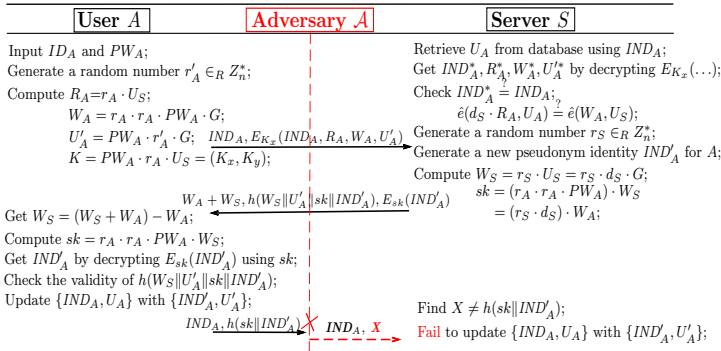 User A
Adversary 𝒜
Server S
Input ID_A and PW_A;
Generate a random number r'_A ∈_R Z*_n;
Compute R_A=r_A · U_S;
W_A = r_A · r_A · PW_A · G;
U'_A = PW_A · r'_A · G;
K = PW_A · r_A · U_S = (K_x, K_y);
IND_A, E_{K_x}(IND_A, R_A, W_A, U'_A)
Retrieve U_A from database using IND_A;
Get IND*_A, R*_A, W*_A, U'*_A by decrypting E_{K_x}(...);
Check IND*_A ≟ IND_A;
ê(d_S · R_A, U_A) ≟ ê(W_A, U_S);
Generate a random number r_S ∈_R Z*_n;
Generate a new pseudonym identity IND'_A for A;
Compute W_S = r_S · U_S = r_S · d_S · G;
sk = (r_A · r_A · PW_A) · W_S
= (r_S · d_S) · W_A;
W_A + W_S, h(W_S‖U'_A‖sk‖IND'_A), E_{sk}(IND'_A)
Get W_S = (W_S + W_A) − W_A;
Compute sk = r_A · r_A · PW_A · W_S;
Get IND'_A by decrypting E_{sk}(IND'_A) using sk;
Check the validity of h(W_S‖U'_A‖sk‖IND'_A);
Update {IND_A, U_A} with {IND'_A, U'_A};
IND_A, h(sk‖IND'_A)
IND_A, X
Find X ≠ h(sk‖IND'_A);
Fail to update {IND_A, U_A} with {IND'_A, U'_A};